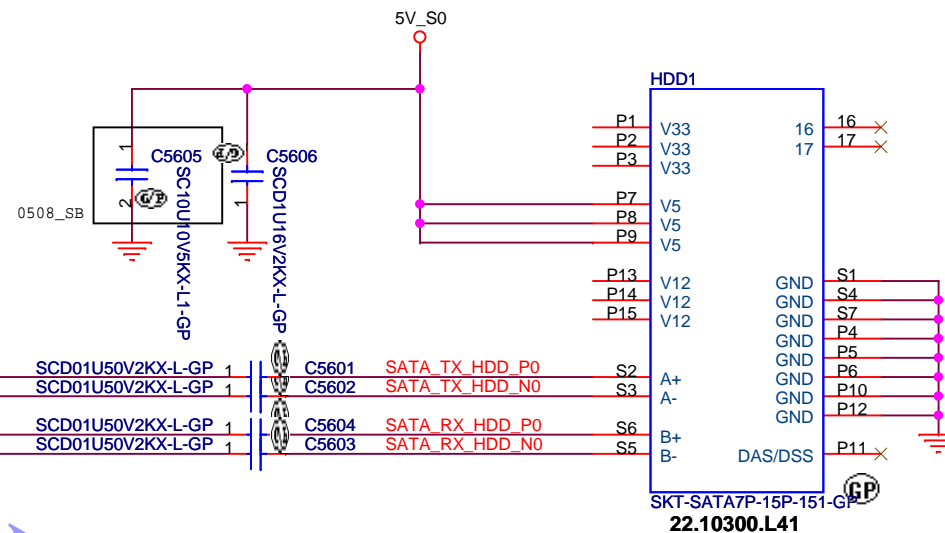 5V_S0
HDD1
P1 V33 16 16
P2 V33 17 17
P3 V33
P7 V5
P8 V5
P9 V5
P13 V12 GND S1
P14 V12 GND S4
P15 V12 GND S7
GND P4
GND P5
S2 A+ GND P6
S3 A- GND P10
GND P12
S6 B+
S5 B- DAS/DSS P11
1
C5605
SC10U10V5KX-L1-GP
2
G/P
0508_SB
C5606
SCD1U16V2KX-L-GP
1
SCD01U50V2KX-L-GP 1 C5601 SATA_TX_HDD_P0
SCD01U50V2KX-L-GP 1 C5602 SATA_TX_HDD_N0
SCD01U50V2KX-L-GP 1 C5604 SATA_RX_HDD_P0
SCD01U50V2KX-L-GP 1 C5603 SATA_RX_HDD_N0
GP
SKT-SATA7P-15P-151-GP
22.10300.L41